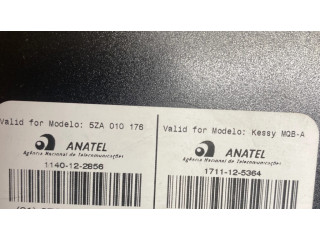 Valid for Modelo: 5ZA 010 176
ANATEL
Agência Nacional de Telecomunicações
1140-12-2856
Valid for Modelo: Kessy MQB-A
ANATEL
Agência Nacional de Telecomunicações
1711-12-5364